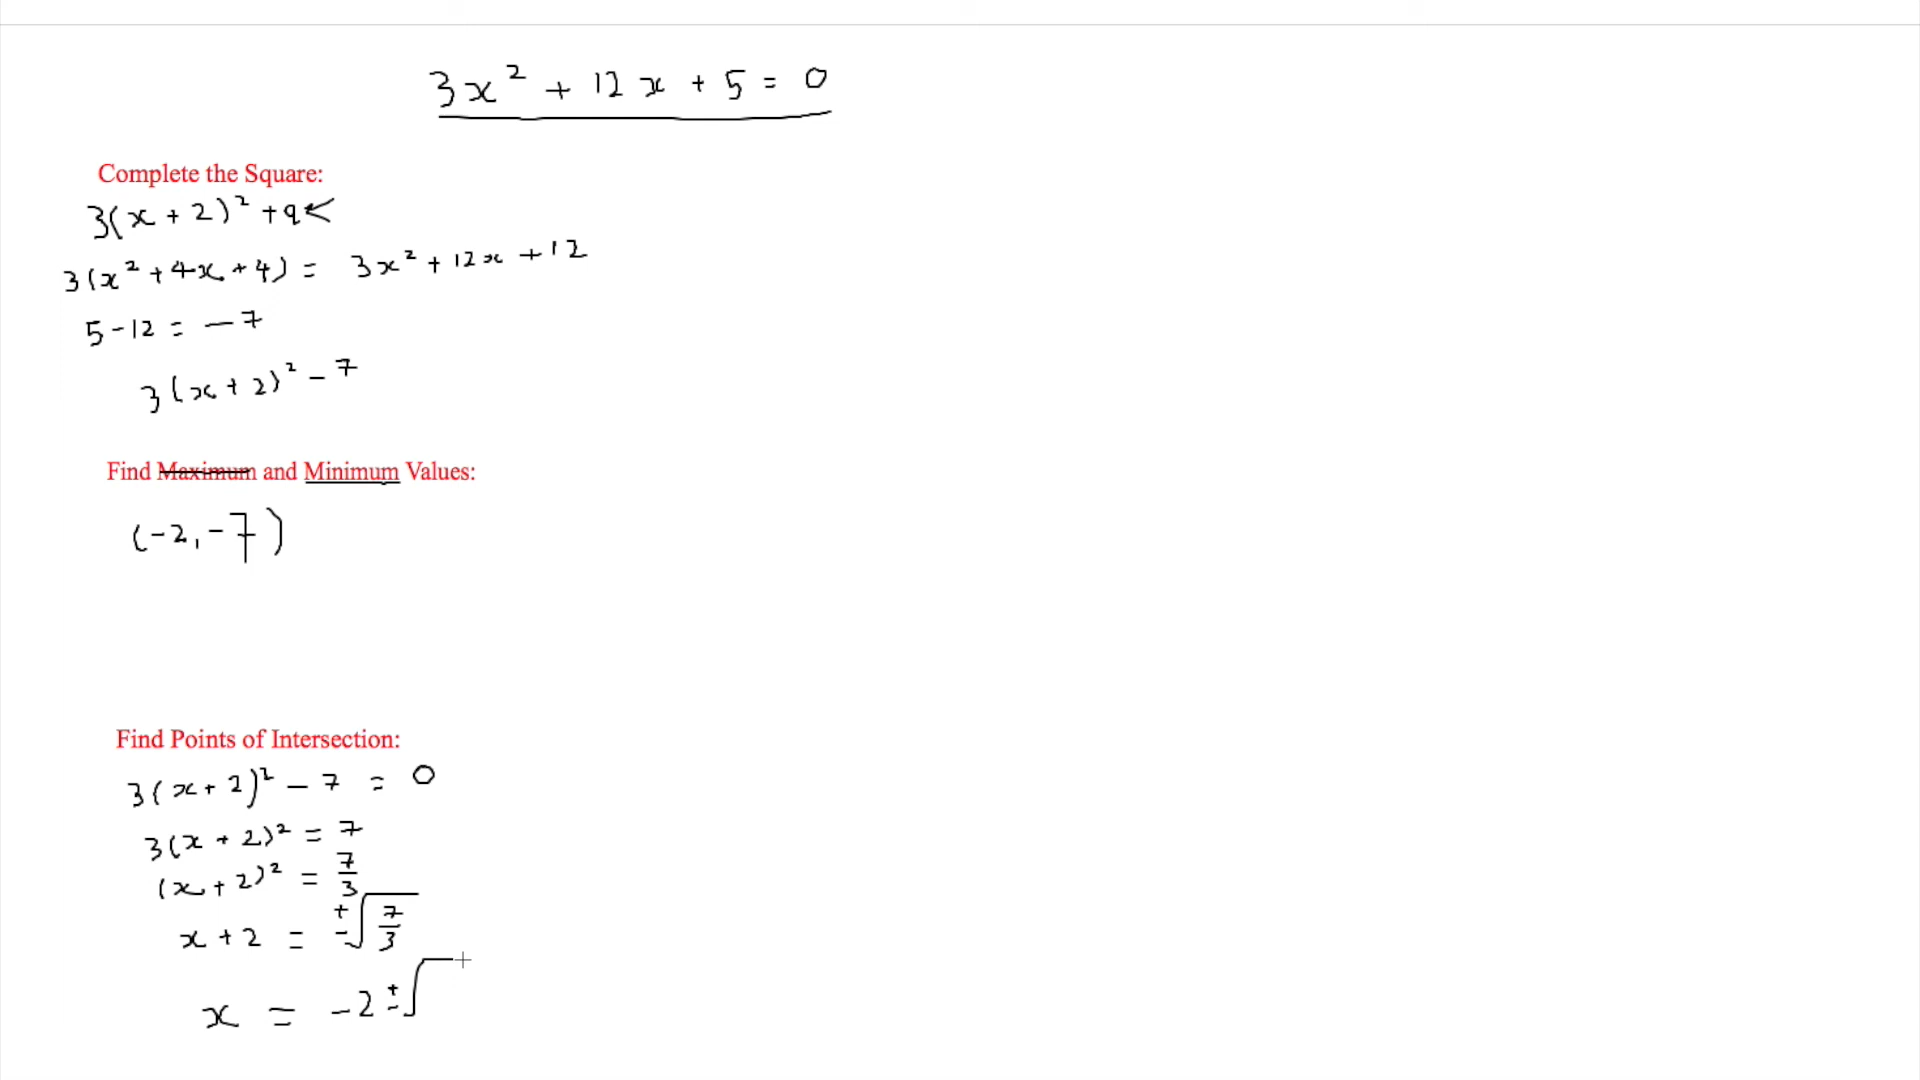 3x² + 12x + 5 = 0
Complete the Square:
3(x + 2)² + q <
3(x² + 4x + 4) = 3x² + 12x + 12
5 - 12 = - 7
3(x + 2)² - 7
Find Maximum and Minimum Values:
(-2, -7)
Find Points of Intersection:
3(x + 2)² - 7 = 0
3(x + 2)² = 7
(x + 2)² = 7/3
x + 2 = ±√7/3
x = -2 ± √